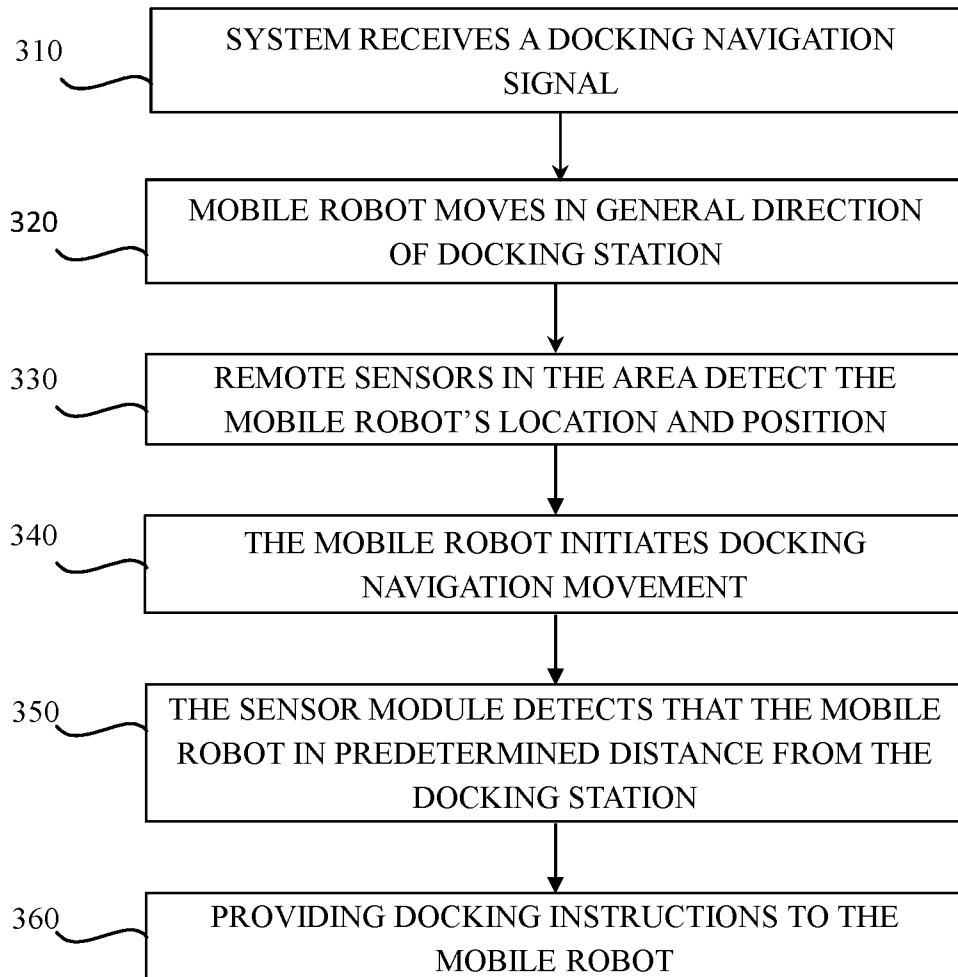 310
SYSTEM RECEIVES A DOCKING NAVIGATION
SIGNAL
320
MOBILE ROBOT MOVES IN GENERAL DIRECTION
OF DOCKING STATION
330
REMOTE SENSORS IN THE AREA DETECT THE
MOBILE ROBOT'S LOCATION AND POSITION
340
THE MOBILE ROBOT INITIATES DOCKING
NAVIGATION MOVEMENT
350
THE SENSOR MODULE DETECTS THAT THE MOBILE
ROBOT IN PREDETERMINED DISTANCE FROM THE
DOCKING STATION
360
PROVIDING DOCKING INSTRUCTIONS TO THE
MOBILE ROBOT